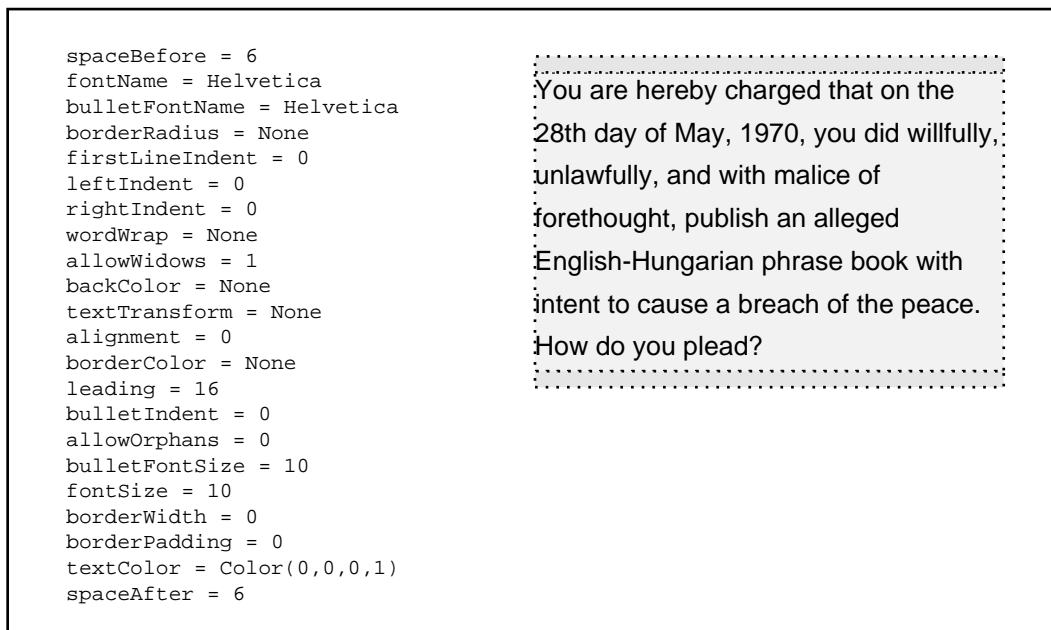 spaceBefore = 6
fontName = Helvetica
bulletFontName = Helvetica
borderRadius = None
firstLineIndent = 0
leftIndent = 0
rightIndent = 0
wordWrap = None
allowWidows = 1
backColor = None
textTransform = None
alignment = 0
borderColor = None
leading = 16
bulletIndent = 0
allowOrphans = 0
bulletFontSize = 10
fontSize = 10
borderWidth = 0
borderPadding = 0
textColor = Color(0,0,0,1)
spaceAfter = 6
You are hereby charged that on the
28th day of May, 1970, you did willfully,
unlawfully, and with malice of
forethought, publish an alleged
English-Hungarian phrase book with
intent to cause a breach of the peace.
How do you plead?